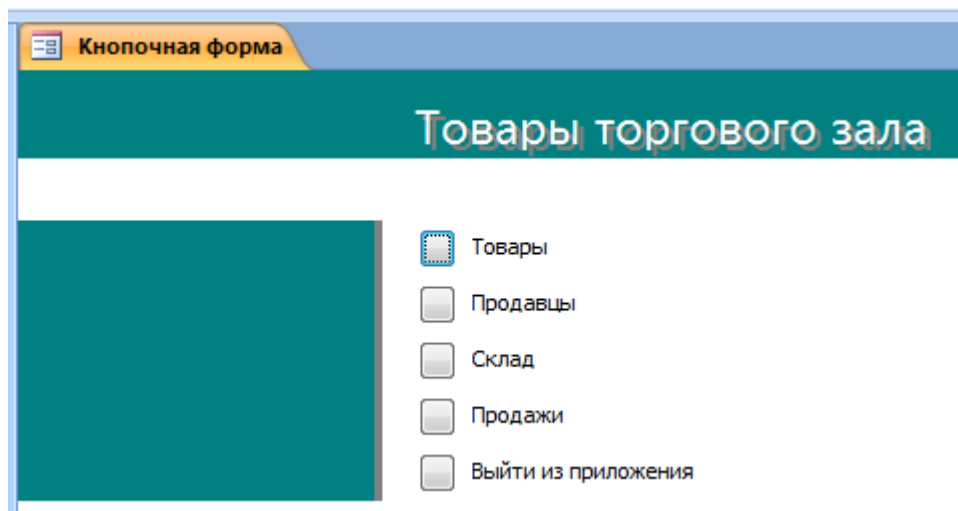 Кнопочная форма
Товары торгового зала
Товары
Продавцы
Склад
Продажи
Выйти из приложения